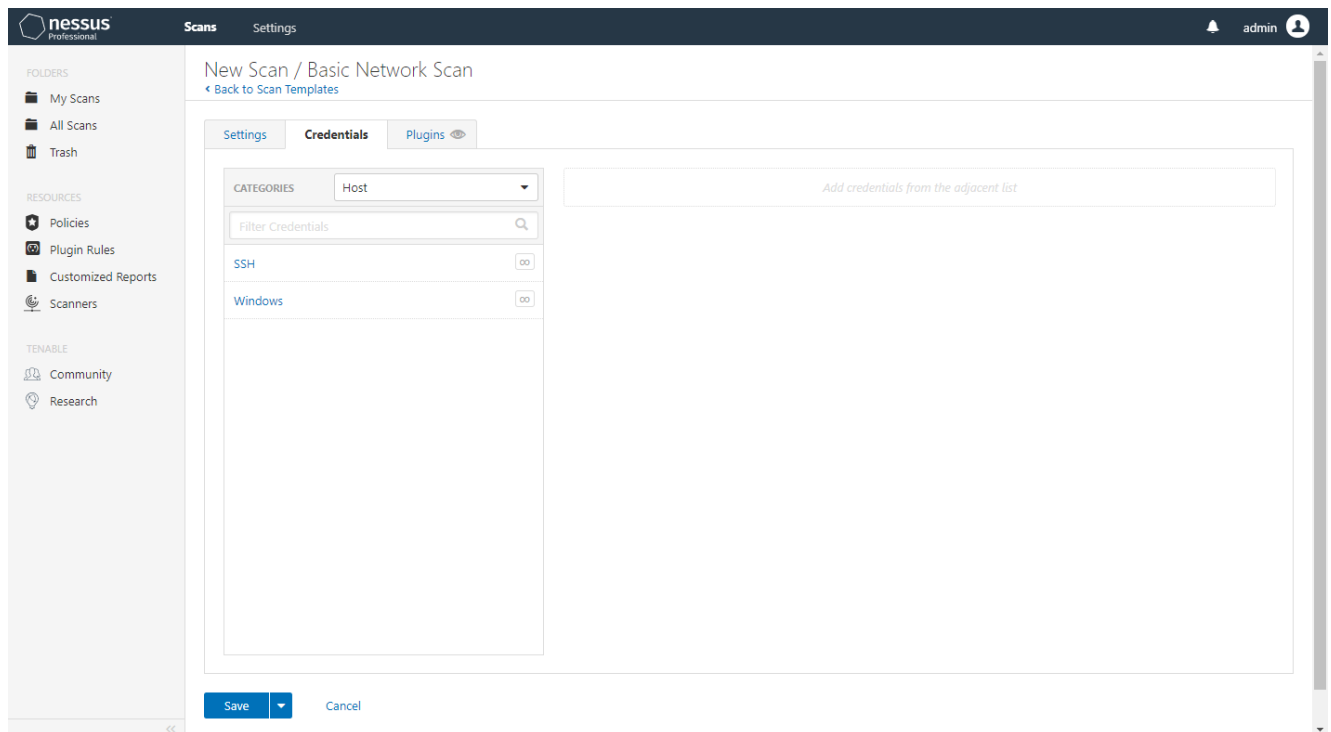 nessus
Professional
Scans
Settings
admin
FOLDERS
My Scans
All Scans
Trash
RESOURCES
Policies
Plugin Rules
Customized Reports
Scanners
TENABLE
Community
Research
New Scan / Basic Network Scan
Back to Scan Templates
Settings
Credentials
Plugins
CATEGORIES
Host
Filter Credentials
SSH
Windows
Add credentials from the adjacent list
Save
Cancel